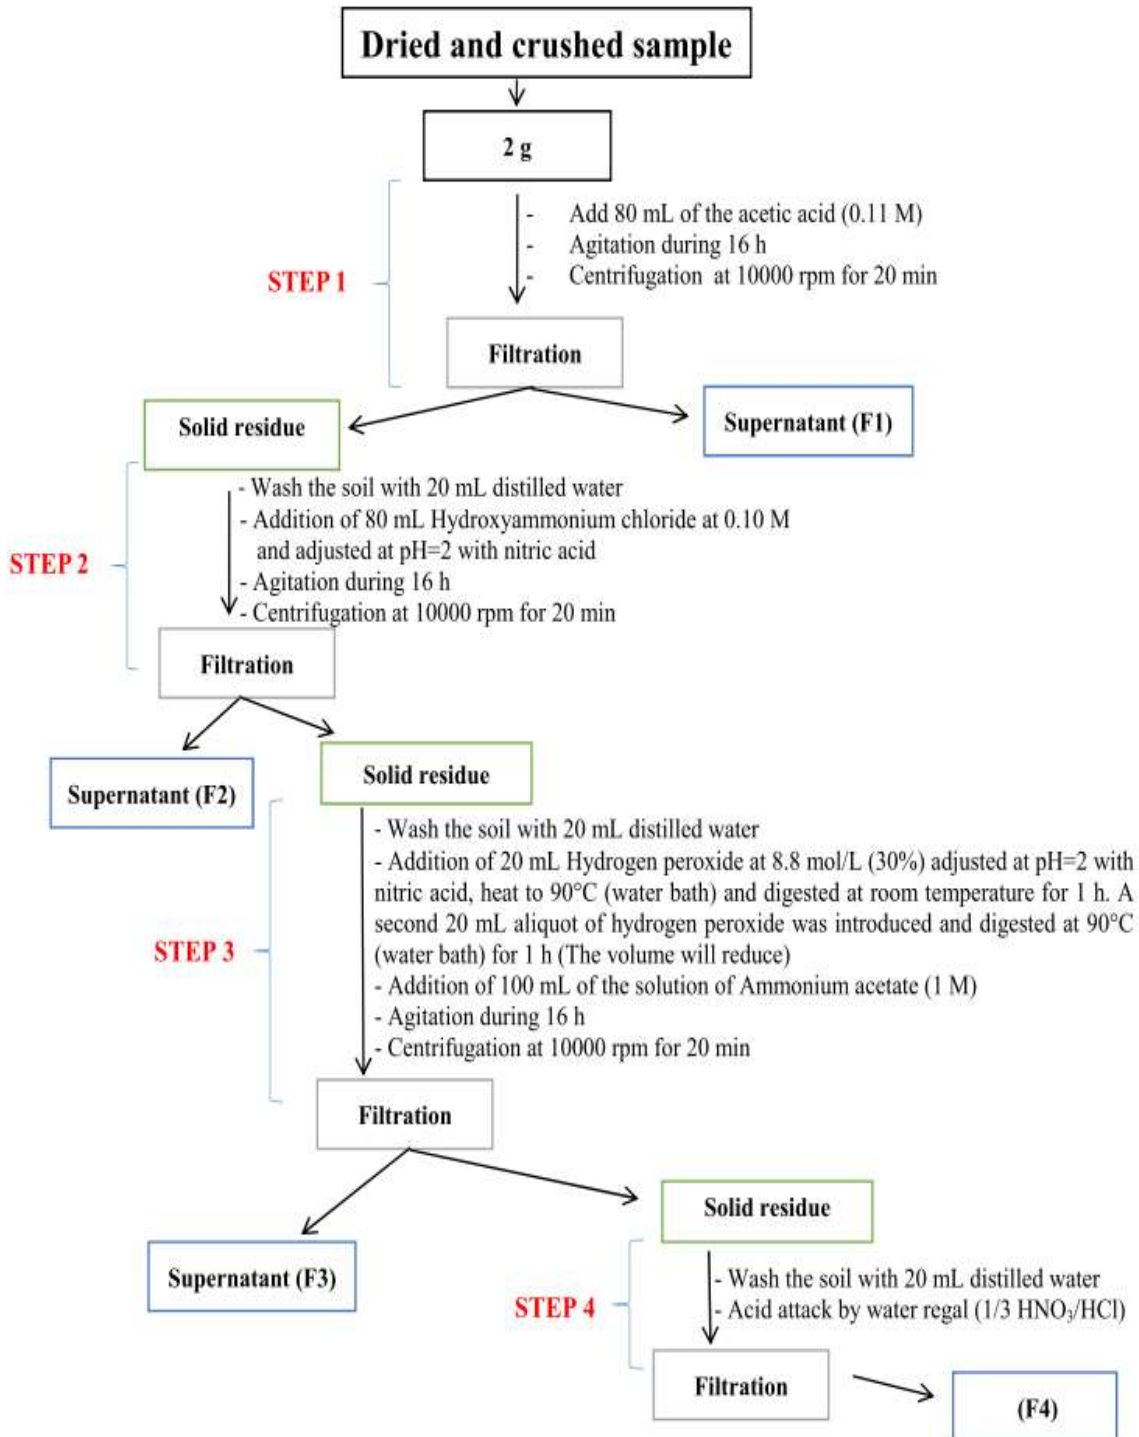 Dried and crushed sample
2 g
- Add 80 mL of the acetic acid (0.11 M)
- Agitation during 16 h
- Centrifugation at 10000 rpm for 20 min
STEP 1
Filtration
Solid residue
Supernatant (F1)
- Wash the soil with 20 mL distilled water
- Addition of 80 mL Hydroxyammonium chloride at 0.10 M
and adjusted at pH=2 with nitric acid
- Agitation during 16 h
- Centrifugation at 10000 rpm for 20 min
STEP 2
Filtration
Supernatant (F2)
Solid residue
- Wash the soil with 20 mL distilled water
- Addition of 20 mL Hydrogen peroxide at 8.8 mol/L (30%) adjusted at pH=2 with
nitric acid, heat to 90°C (water bath) and digested at room temperature for 1 h. A
second 20 mL aliquot of hydrogen peroxide was introduced and digested at 90°C
(water bath) for 1 h (The volume will reduce)
- Addition of 100 mL of the solution of Ammonium acetate (1 M)
- Agitation during 16 h
- Centrifugation at 10000 rpm for 20 min
STEP 3
Filtration
Supernatant (F3)
Solid residue
- Wash the soil with 20 mL distilled water
- Acid attack by water regal (1/3 HNO₃/HCl)
STEP 4
Filtration
(F4)